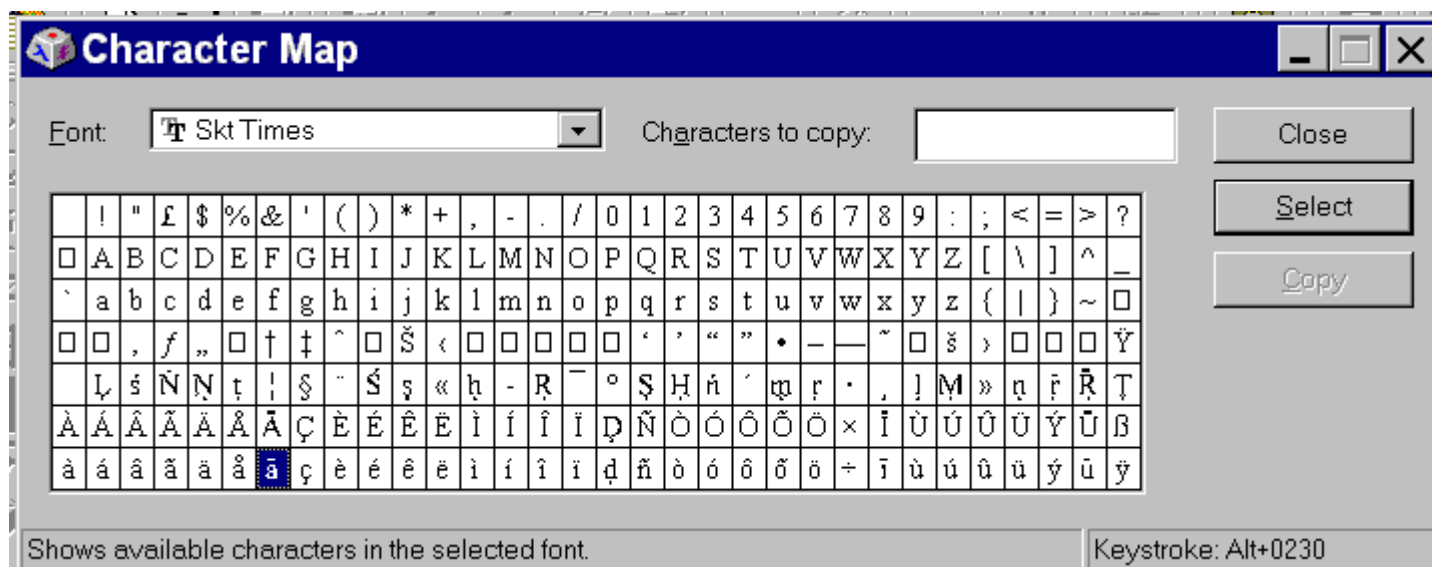 Character Map
Font: Skt Times Characters to copy: Close
Select
Copy
! " £ $ % & ' ( ) * + , - . / 0 1 2 3 4 5 6 7 8 9 : ; < = > ?
□ A B C D E F G H I J K L M N O P Q R S T U V W X Y Z [ \ ] ^ _
` a b c d e f g h i j k l m n o p q r s t u v w x y z { | } ~ □
□ □ ‚ ƒ „ □ † ‡ ˆ □ Š ‹ □ □ □ □ □ ‘ ’ “ ” • – — ˜ □ š › □ □ □ Ÿ
Ḷ ś Ṅ Ṇ ṭ ¦ § ¨ Ś ṣ « ḥ - Ṛ ¯ ° Ṣ Ḥ ṅ ´ ṃ ṛ · ¸ ḷ Ṃ » ṇ ṝ Ṝ Ṭ
À Á Â Ã Ä Å Ā Ç È É Ê Ë Ì Í Î Ï Ḍ Ñ Ò Ó Ô Õ Ö × Ī Ù Ú Û Ü Ý Ū ß
à á â ã ä å ā ç è é ê ë ì í î ï ḍ ñ ò ó ô õ ö ÷ ī ù ú û ü ý ū ÿ
Shows available characters in the selected font. Keystroke: Alt+0230